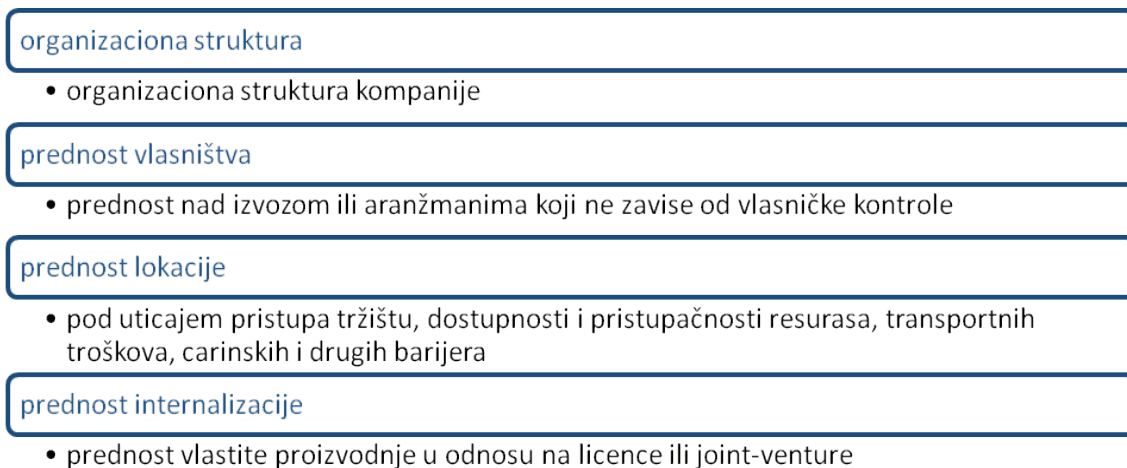 organizaciona struktura
• organizaciona struktura kompanije
prednost vlasništva
• prednost nad izvozom ili aranžmanima koji ne zavise od vlasničke kontrole
prednost lokacije
• pod uticajem pristupa tržištu, dostupnosti i pristupačnosti resurasa, transportnih
troškova, carinskih i drugih barijera
prednost internalizacije
• prednost vlastite proizvodnje u odnosu na licence ili joint-venture